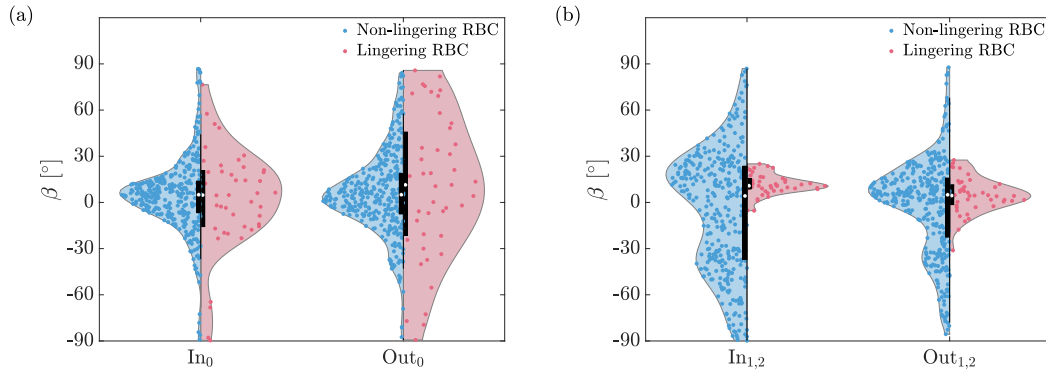 (a)
Non-lingering RBC
Lingering RBC
90
60
30
0
-30
-60
-90
β [°]
In₀
Out₀
(b)
Non-lingering RBC
Lingering RBC
90
60
30
0
-30
-60
-90
β [°]
In₁,₂
Out₁,₂